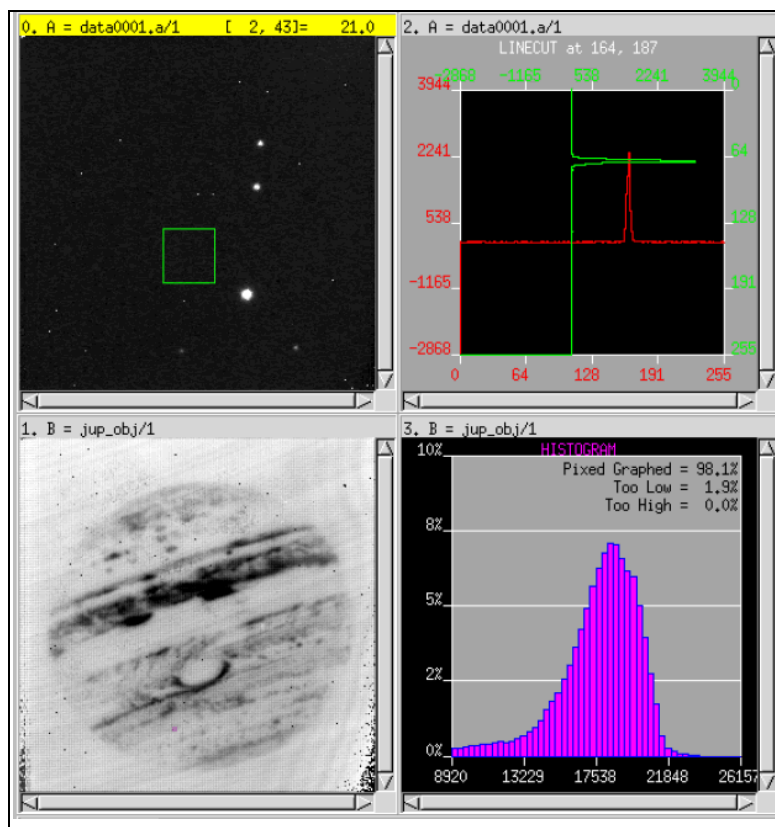 0. A = data0001.a/1 [ 2, 43]= 21.0
2. A = data0001.a/1
LINECUT at 164, 187
-2868 -1165 538 2241 3944
3944
2241
538
-1165
-2868
0
64
128
191
255
0 64 128 191 255
1. B = jup_obj/1
3. B = jup_obj/1
HISTOGRAM
Pixed Graphed = 98.1%
Too Low = 1.9%
Too High = 0.0%
10%
8%
5%
2%
0%
8920 13229 17538 21848 26157